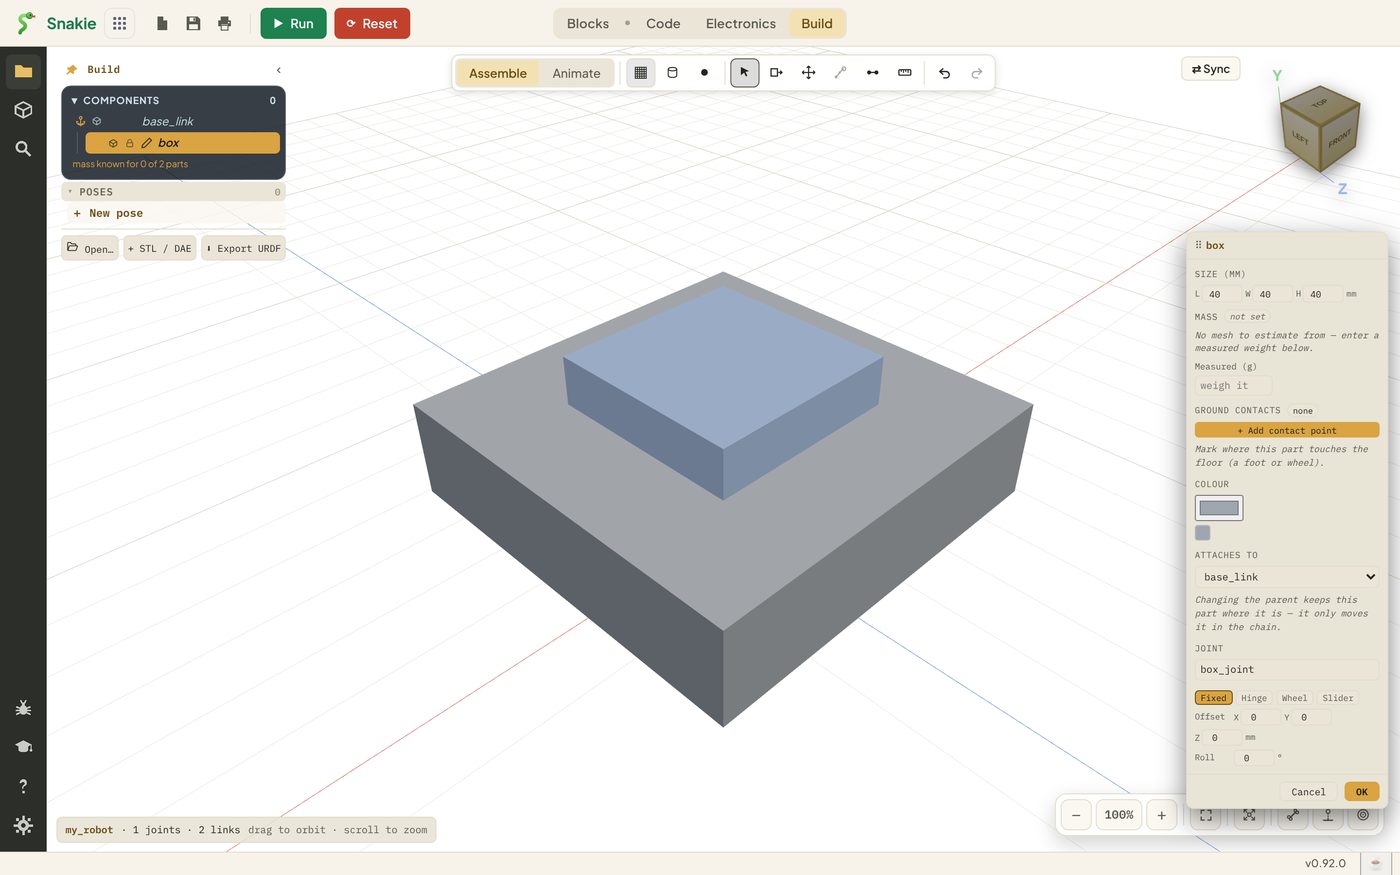 Snakie
Run
Reset
Blocks
Code
Electronics
Build
Build
COMPONENTS 0
base_link
box
mass known for 0 of 2 parts
POSES 0
+ New pose
Open…
+ STL / DAE
Export URDF
Assemble
Animate
Sync
Y
TOP
LEFT
FRONT
Z
box
SIZE (MM)
L 40 W 40 H 40 mm
MASS not set
No mesh to estimate from — enter a
measured weight below.
Measured (g)
weigh it
GROUND CONTACTS none
+ Add contact point
Mark where this part touches the
floor (a foot or wheel).
COLOUR
ATTACHES TO
base_link
Changing the parent keeps this
part where it is — it only moves
it in the chain.
JOINT
box_joint
Fixed Hinge Wheel Slider
Offset X 0 Y 0
Z 0 mm
Roll 0 °
Cancel OK
− 100% +
my_robot · 1 joints · 2 links drag to orbit · scroll to zoom
v0.92.0